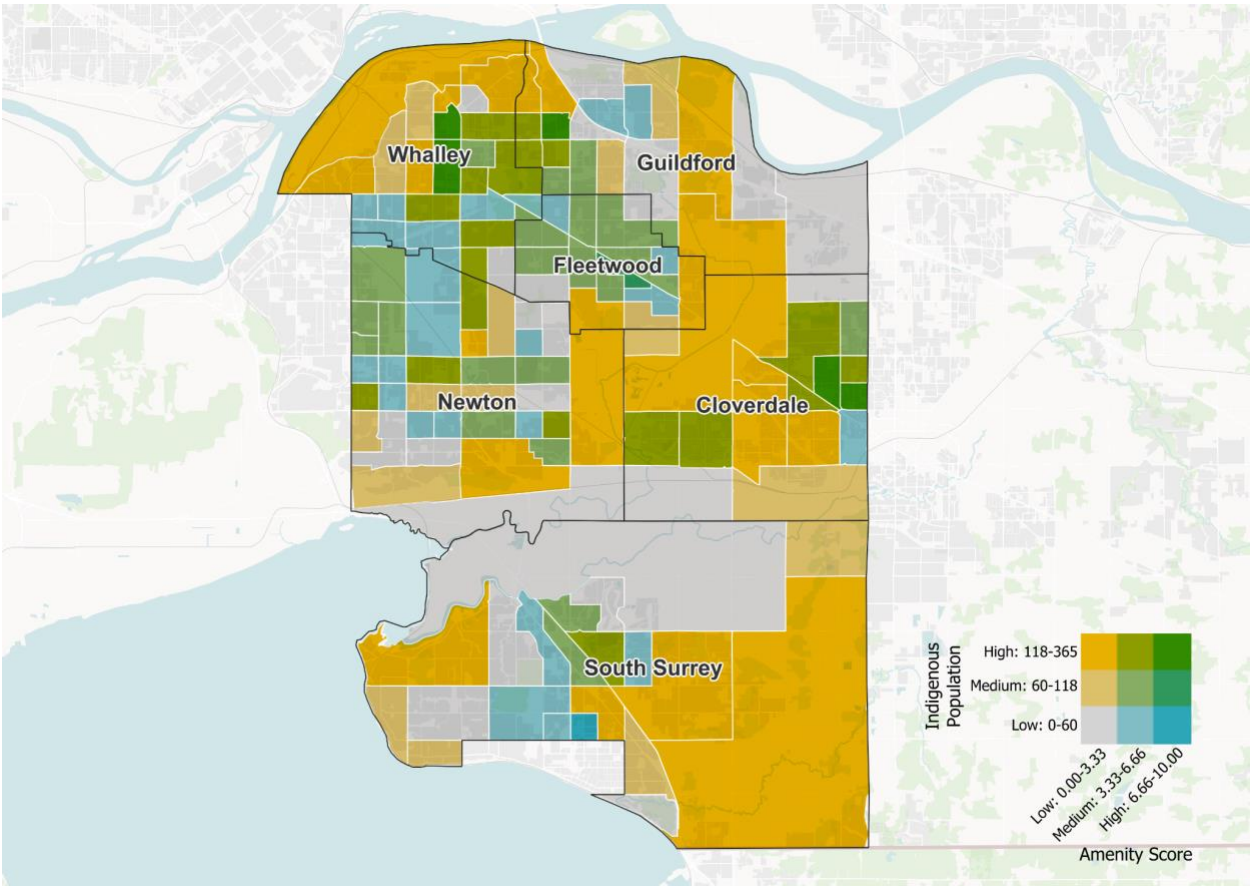 Whalley
Guildford
Fleetwood
Newton
Cloverdale
South Surrey
Indigenous
Population
High: 118-365
Medium: 60-118
Low: 0-60
Low: 0.00-3.33
Medium: 3.33-6.66
High: 6.66-10.00
Amenity Score